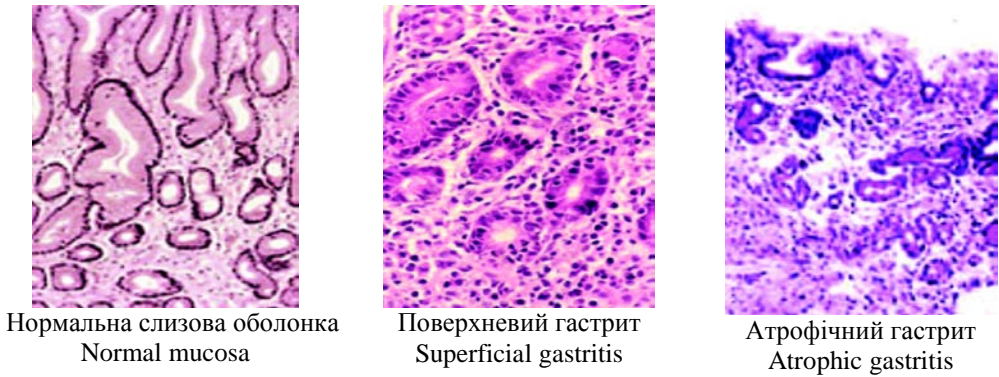 Нормальна слизова оболонка
Normal mucosa
Поверхневий гастрит
Superficial gastritis
Атрофічний гастрит
Atrophic gastritis